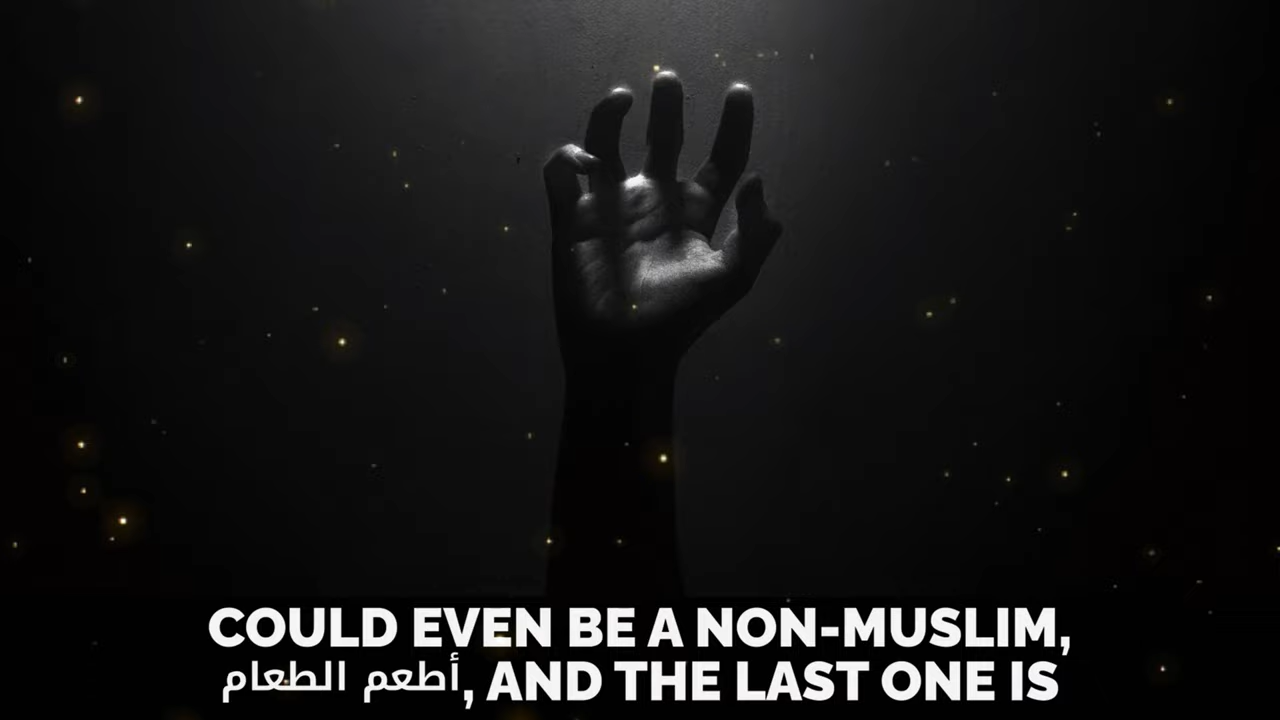 COULD EVEN BE A NON-MUSLIM,
أطعم الطعام, AND THE LAST ONE IS